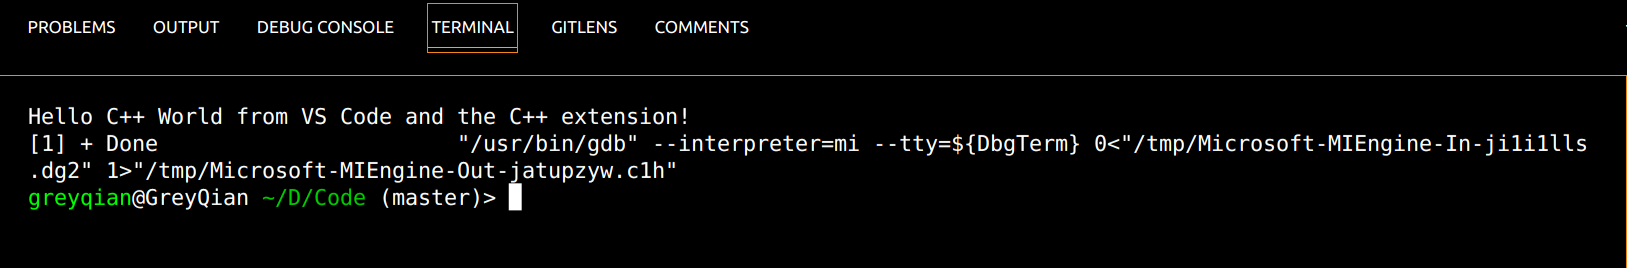 PROBLEMS OUTPUT DEBUG CONSOLE TERMINAL GITLENS COMMENTS
Hello C++ World from VS Code and the C++ extension!
[1] + Done                       "/usr/bin/gdb" --interpreter=mi --tty=${DbgTerm} 0<"/tmp/Microsoft-MIEngine-In-ji1i1lls
.dg2" 1>"/tmp/Microsoft-MIEngine-Out-jatupzyw.c1h"
greyqian@GreyQian ~/D/Code (master)>